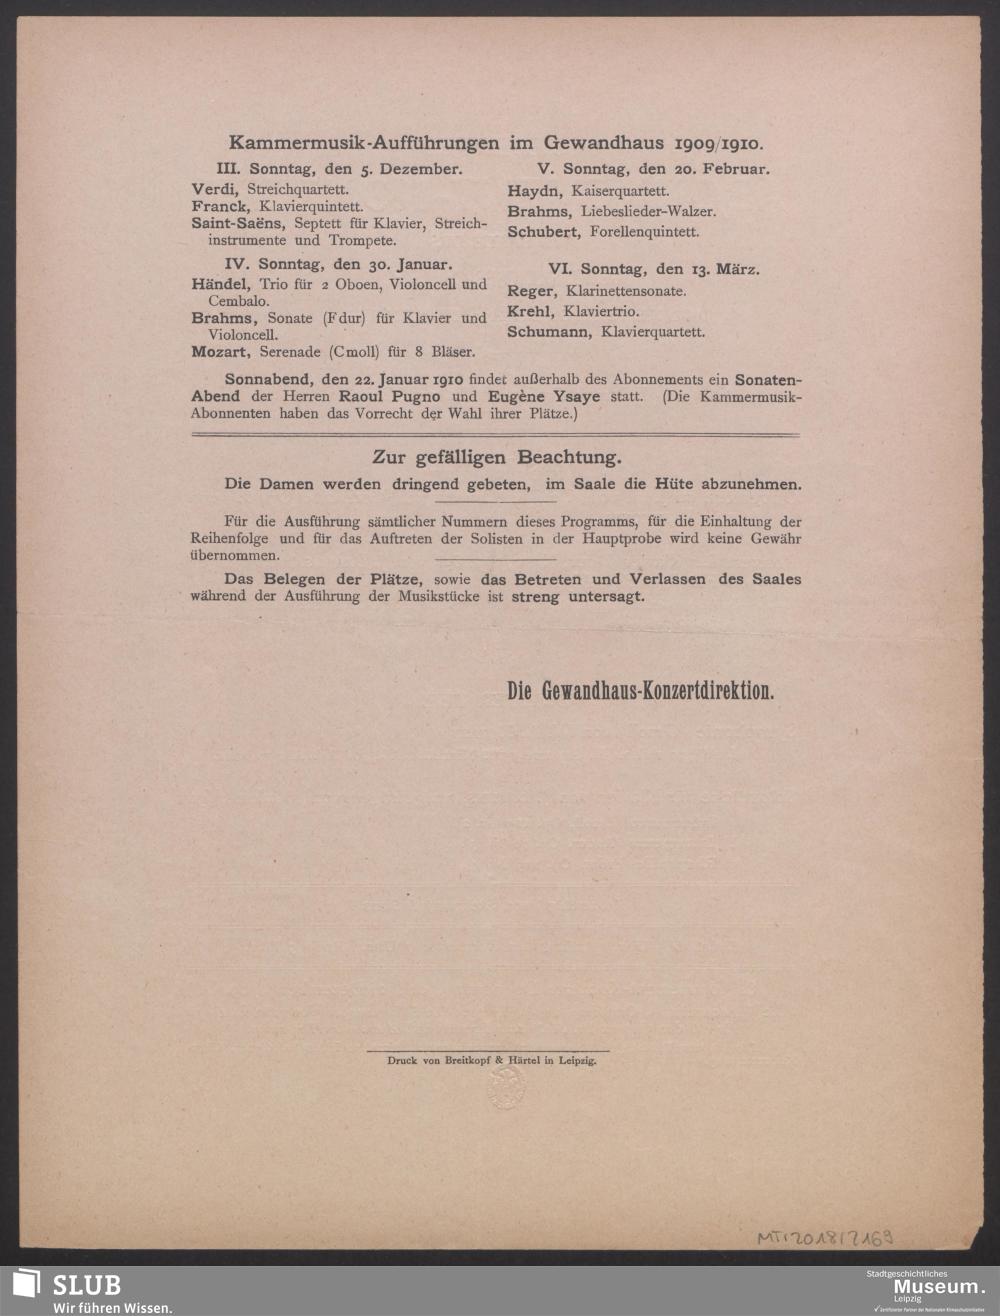 Kammermusik-Aufführungen im Gewandhaus 1909/1910.
III. Sonntag, den 5. Dezember.
Verdi, Streichquartett.
Franck, Klavierquintett.
Saint-Saëns, Septett für Klavier, Streich-
instrumente und Trompete.
IV. Sonntag, den 30. Januar.
Händel, Trio für 2 Oboen, Violoncell und
Cembalo.
Brahms, Sonate (Fdur) für Klavier und
Violoncell.
Mozart, Serenade (Cmoll) für 8 Bläser.
V. Sonntag, den 20. Februar.
Haydn, Kaiserquartett.
Brahms, Liebeslieder-Walzer.
Schubert, Forellenquintett.
VI. Sonntag, den 13. März.
Reger, Klarinettensonate.
Krehl, Klaviertrio.
Schumann, Klavierquartett.
Sonnabend, den 22. Januar 1910 findet außerhalb des Abonnements ein Sonaten-
Abend der Herren Raoul Pugno und Eugène Ysaye statt. (Die Kammermusik-
Abonnenten haben das Vorrecht der Wahl ihrer Plätze.)
Zur gefälligen Beachtung.
Die Damen werden dringend gebeten, im Saale die Hüte abzunehmen.
Für die Ausführung sämtlicher Nummern dieses Programms, für die Einhaltung der
Reihenfolge und für das Auftreten der Solisten in der Hauptprobe wird keine Gewähr
übernommen.
Das Belegen der Plätze, sowie das Betreten und Verlassen des Saales
während der Ausführung der Musikstücke ist streng untersagt.
Die Gewandhaus-Konzertdirektion.
Druck von Breitkopf & Härtel in Leipzig.
MT/2018/2169
SLUB
Wir führen Wissen.
Stadtgeschichtliches
Museum.
Leipzig
Zertifizierter Partner der Nationalen Klimaschutzinitiative